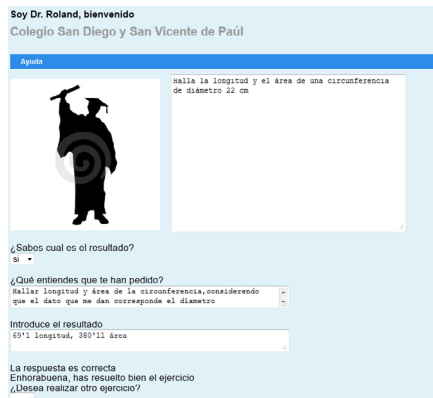 Soy Dr. Roland, bienvenido
Colegio San Diego y San Vicente de Paúl
Ayuda
Halla la longitud y el área de una circunferencia
de diámetro 22 cm
¿Sabes cual es el resultado?
si
¿Qué entiendes que te han pedido?
Hallar longitud y área de la circunferencia,considerendo
que el dato que me dan corresponde el diametro
Introduce el resultado
69'1 longitud, 380'11 área
La respuesta es correcta
Enhorabuena, has resuelto bien el ejercicio
¿Desea realizar otro ejercicio?